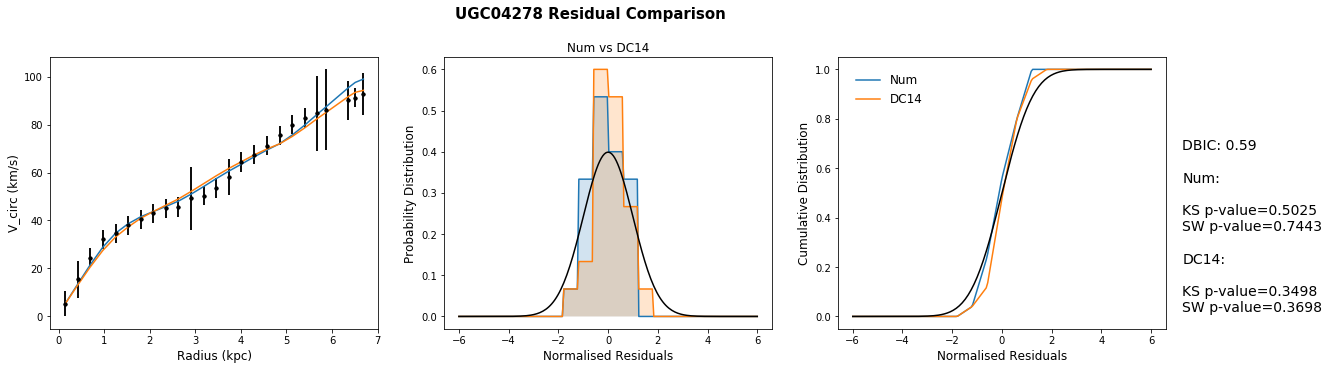 UGC04278 Residual Comparison
V_circ (km/s)
100
80
60
40
20
0
0 1 2 3 4 5 6 7
Radius (kpc)
Num vs DC14
Probability Distribution
0.6
0.5
0.4
0.3
0.2
0.1
0.0
−6 −4 −2 0 2 4 6
Normalised Residuals
Cumulative Distribution
1.0
0.8
0.6
0.4
0.2
0.0
Num
DC14
−6 −4 −2 0 2 4 6
Normalised Residuals
DBIC: 0.59
Num:
KS p-value=0.5025
SW p-value=0.7443
DC14:
KS p-value=0.3498
SW p-value=0.3698